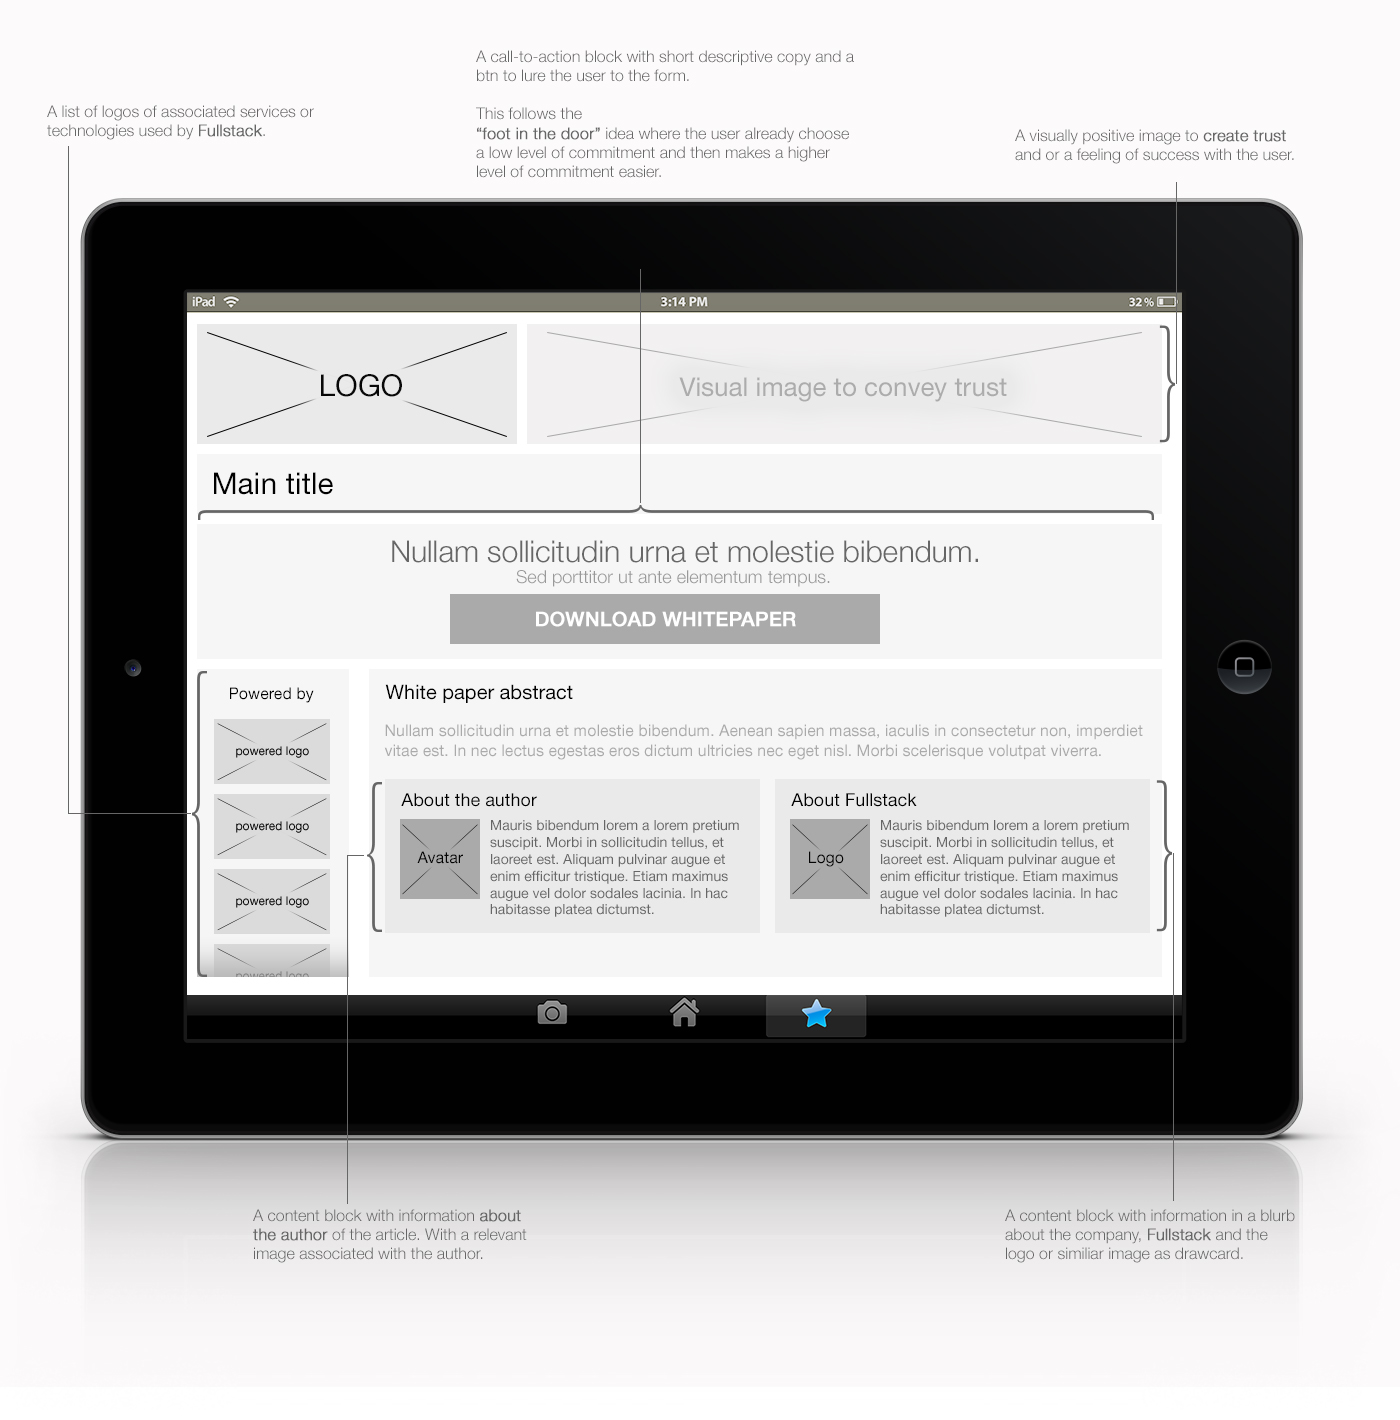 A call-to-action block with short descriptive copy and a
btn to lure the user to the form.
This follows the
“foot in the door” idea where the user already choose
a low level of commitment and then makes a higher
level of commitment easier.
A list of logos of associated services or
technologies used by Fullstack.
A visually positive image to create trust
and or a feeling of success with the user.
iPad
3:14 PM
32 %
LOGO
Visual image to convey trust
Main title
Nullam sollicitudin urna et molestie bibendum.
Sed porttitor ut ante elementum tempus.
DOWNLOAD WHITEPAPER
Powered by
powered logo
powered logo
powered logo
powered logo
White paper abstract
Nullam sollicitudin urna et molestie bibendum. Aenean sapien massa, iaculis in consectetur non, imperdiet
vitae est. In nec lectus egestas eros dictum ultricies nec eget nisl. Morbi scelerisque volutpat viverra.
About the author
Avatar
Mauris bibendum lorem a lorem pretium
suscipit. Morbi in sollicitudin tellus, et
laoreet est. Aliquam pulvinar augue et
enim efficitur tristique. Etiam maximus
augue vel dolor sodales lacinia. In hac
habitasse platea dictumst.
About Fullstack
Logo
Mauris bibendum lorem a lorem pretium
suscipit. Morbi in sollicitudin tellus, et
laoreet est. Aliquam pulvinar augue et
enim efficitur tristique. Etiam maximus
augue vel dolor sodales lacinia. In hac
habitasse platea dictumst.
A content block with information about
the author of the article. With a relevant
image associated with the author.
A content block with information in a blurb
about the company, Fullstack and the
logo or similiar image as drawcard.